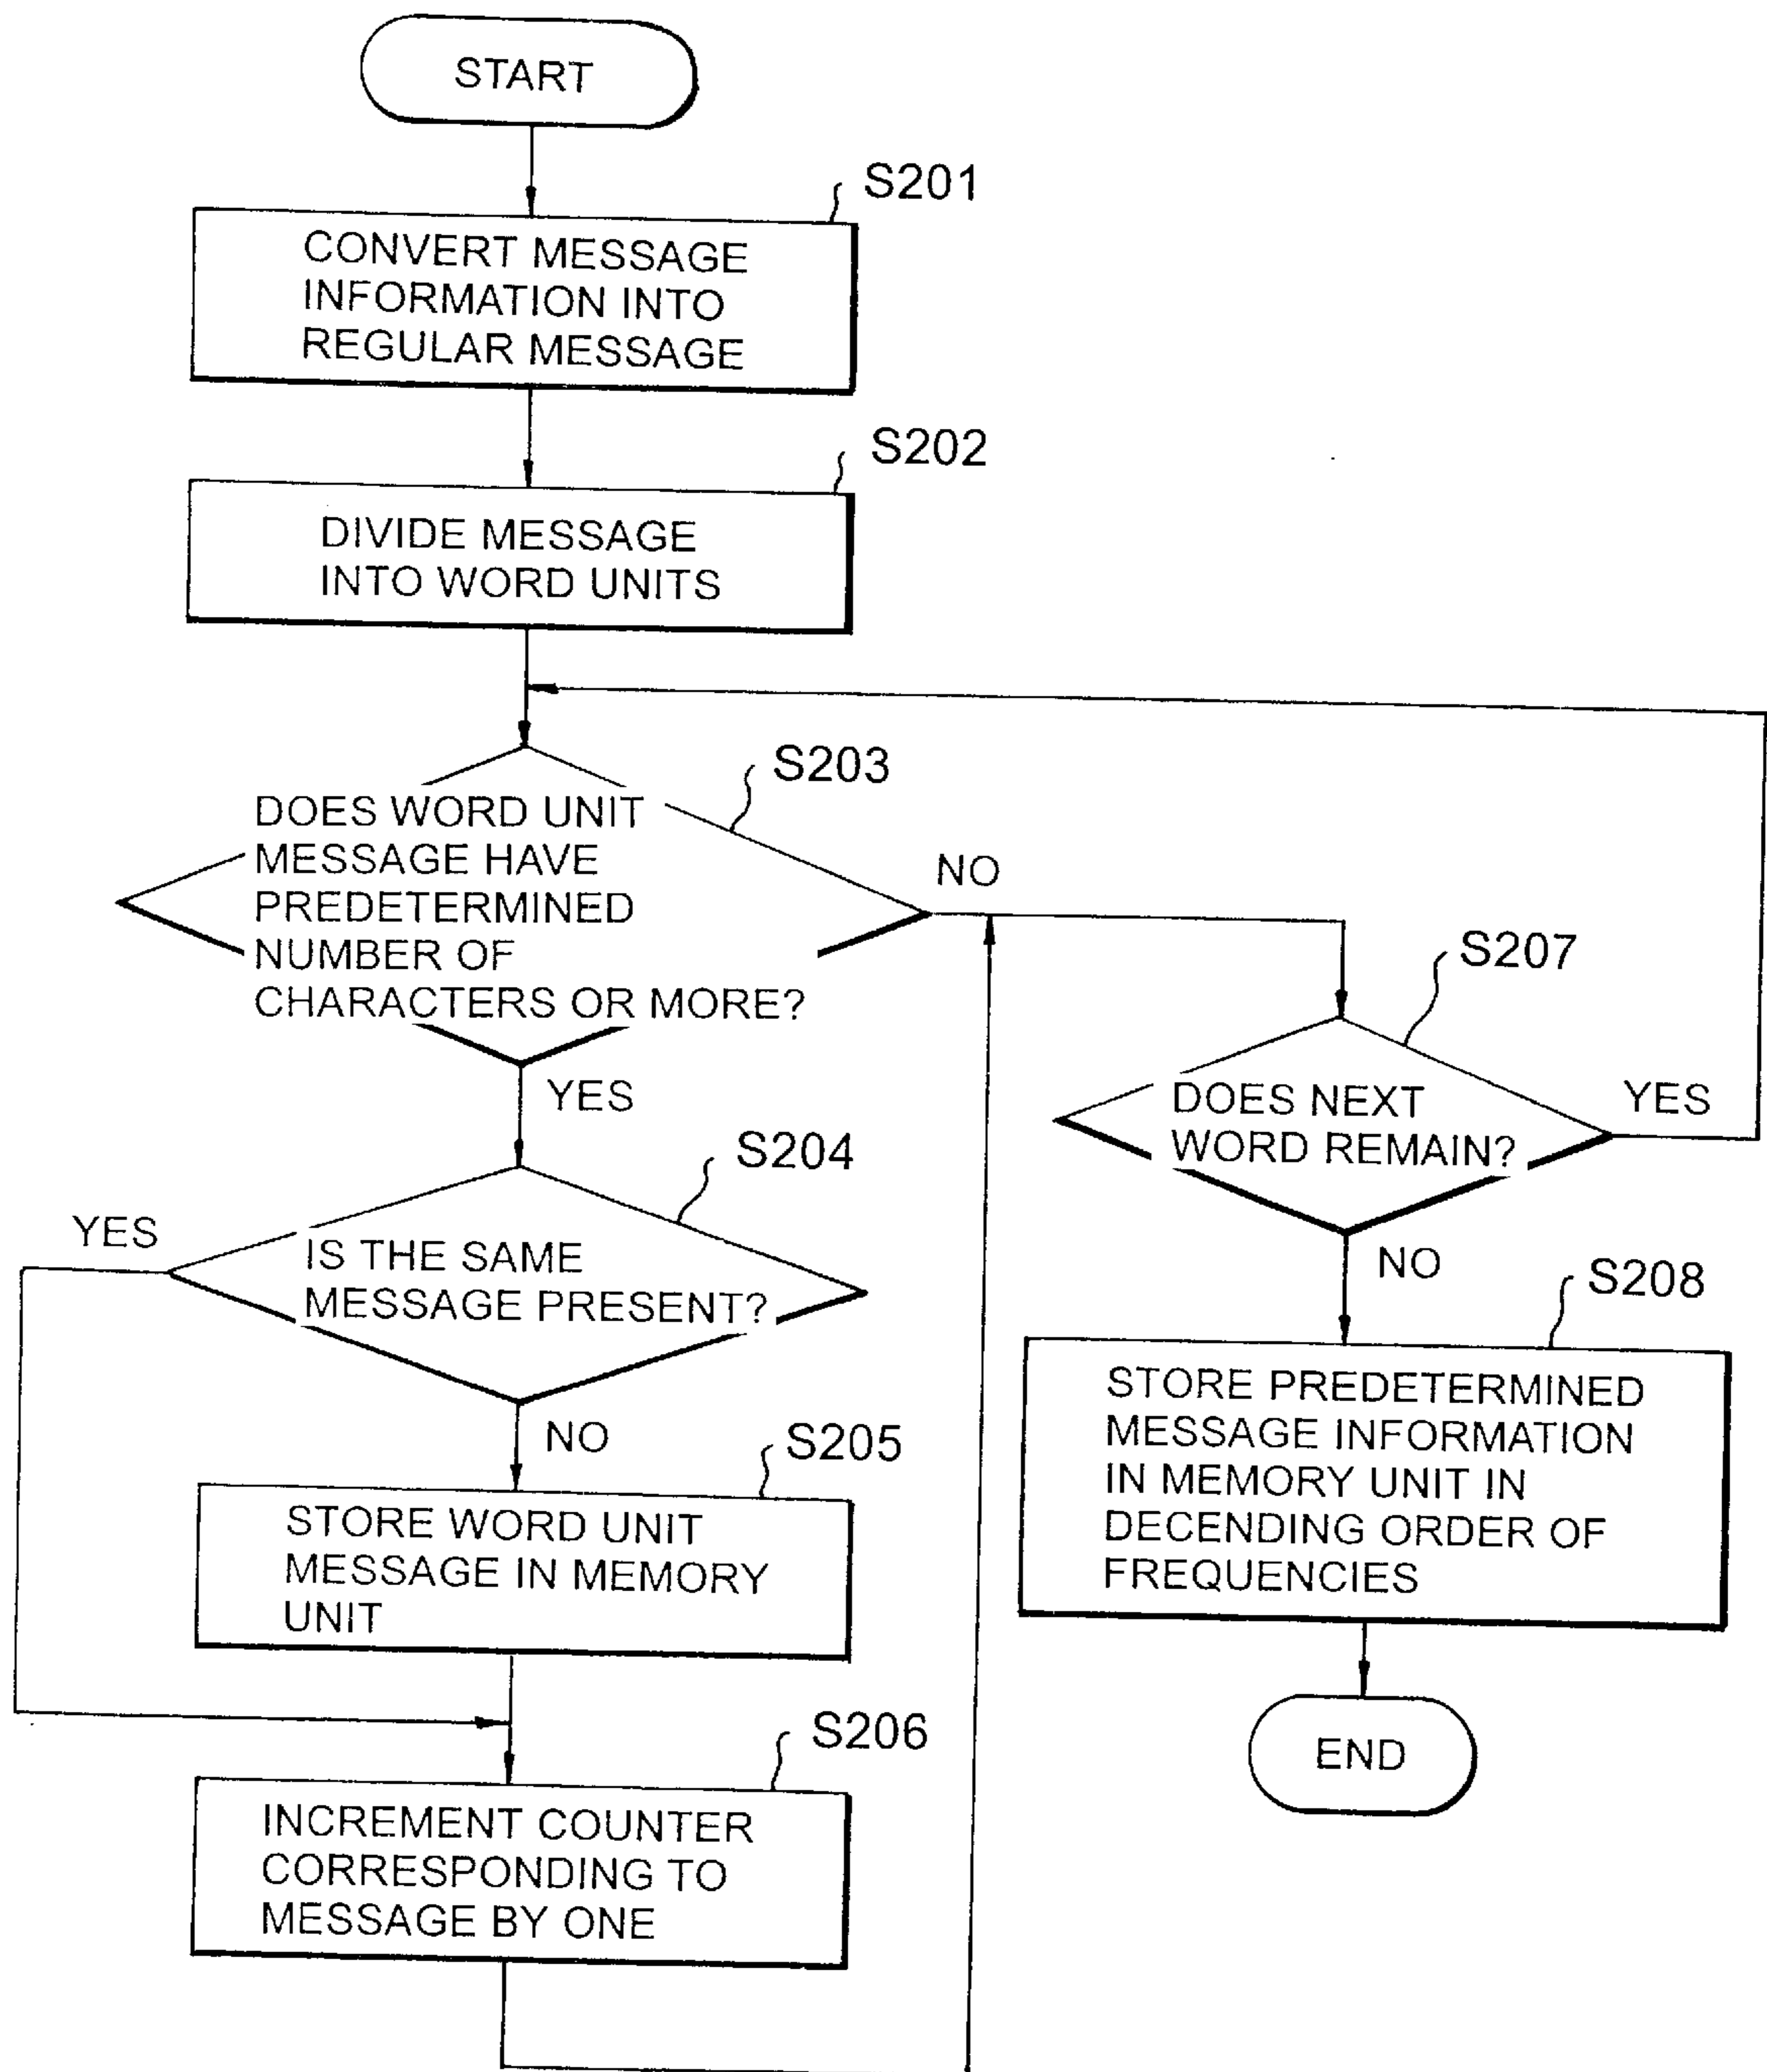 START
S201
CONVERT MESSAGE
INFORMATION INTO
REGULAR MESSAGE
S202
DIVIDE MESSAGE
INTO WORD UNITS
S203
DOES WORD UNIT
MESSAGE HAVE
PREDETERMINED
NUMBER OF
CHARACTERS OR MORE?
NO
YES
S204
YES
IS THE SAME
MESSAGE PRESENT?
NO
S205
STORE WORD UNIT
MESSAGE IN MEMORY
UNIT
S206
INCREMENT COUNTER
CORRESPONDING TO
MESSAGE BY ONE
S207
DOES NEXT
WORD REMAIN?
YES
NO
S208
STORE PREDETERMINED
MESSAGE INFORMATION
IN MEMORY UNIT IN
DECENDING ORDER OF
FREQUENCIES
END